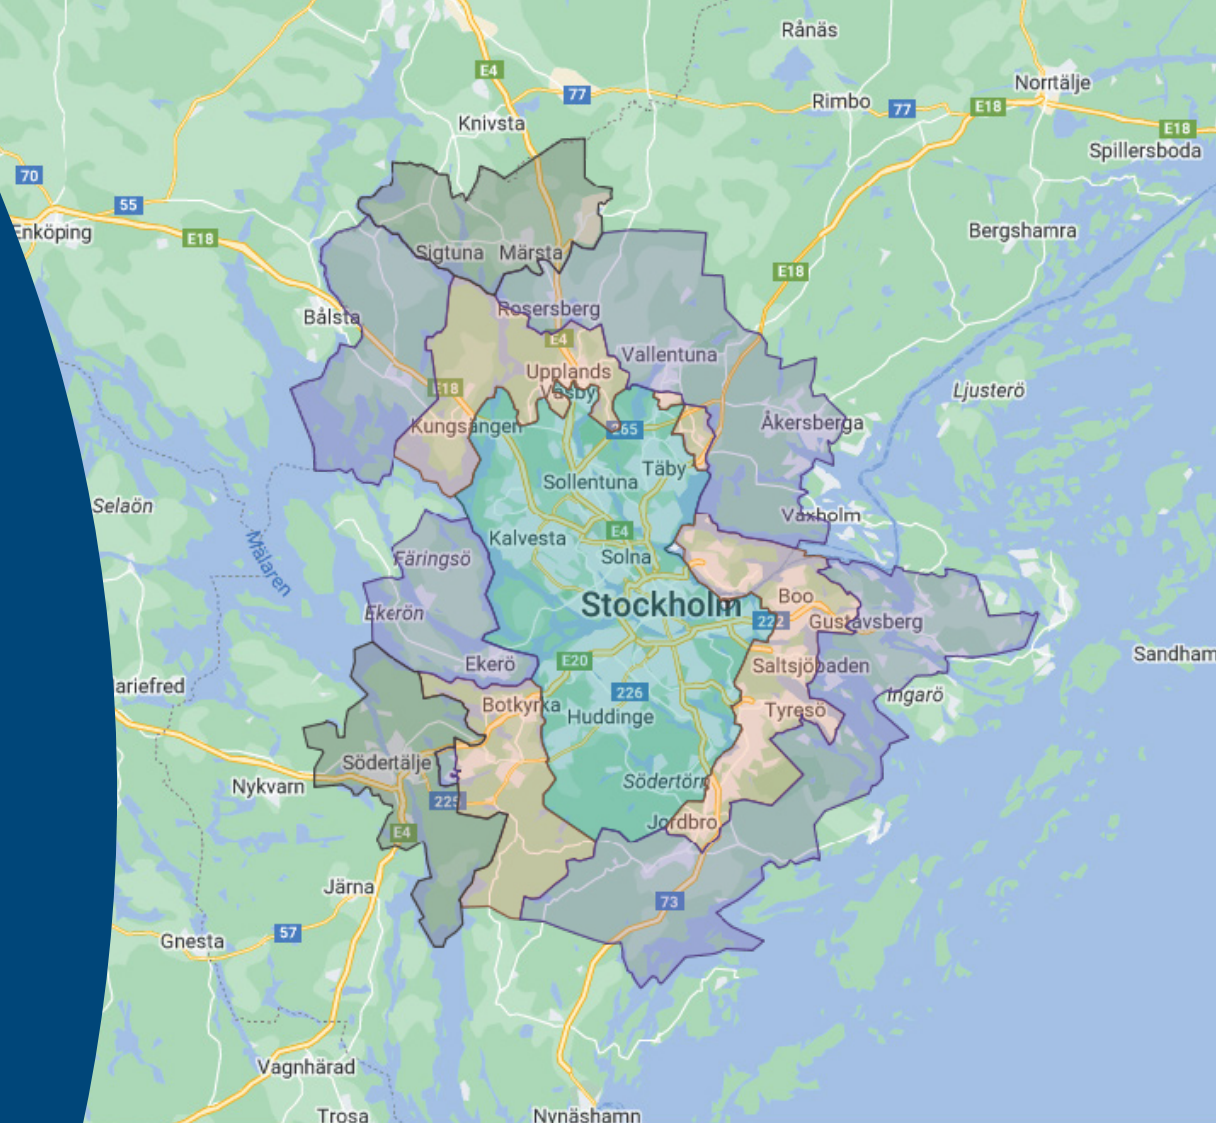 Rånäs
E4
Norrtälje
77
Rimbo
77
E18
Knivsta
E18
Spillersboda
70
55
Enköping
E18
Bergshamra
Sigtuna
Märsta
E18
Rosersberg
Bålsta
E4
Vallentuna
Upplands
Väsby
E18
Ljusterö
Kungsängen
265
Åkersberga
Täby
Sollentuna
Selaön
Vaxholm
E4
Kalvesta
Mälaren
Färingsö
Solna
Boo
Stockholm
Ekerön
222
Gustavsberg
E20
Ekerö
Saltsjöbaden
Sandham
ariefred
226
Ingarö
Botkyrka
Huddinge
Tyresö
Södertälje
Södertörn
Nykvarn
225
Jordbro
E4
Järna
73
57
Gnesta
Vagnhärad
Trosa
Nynäshamn